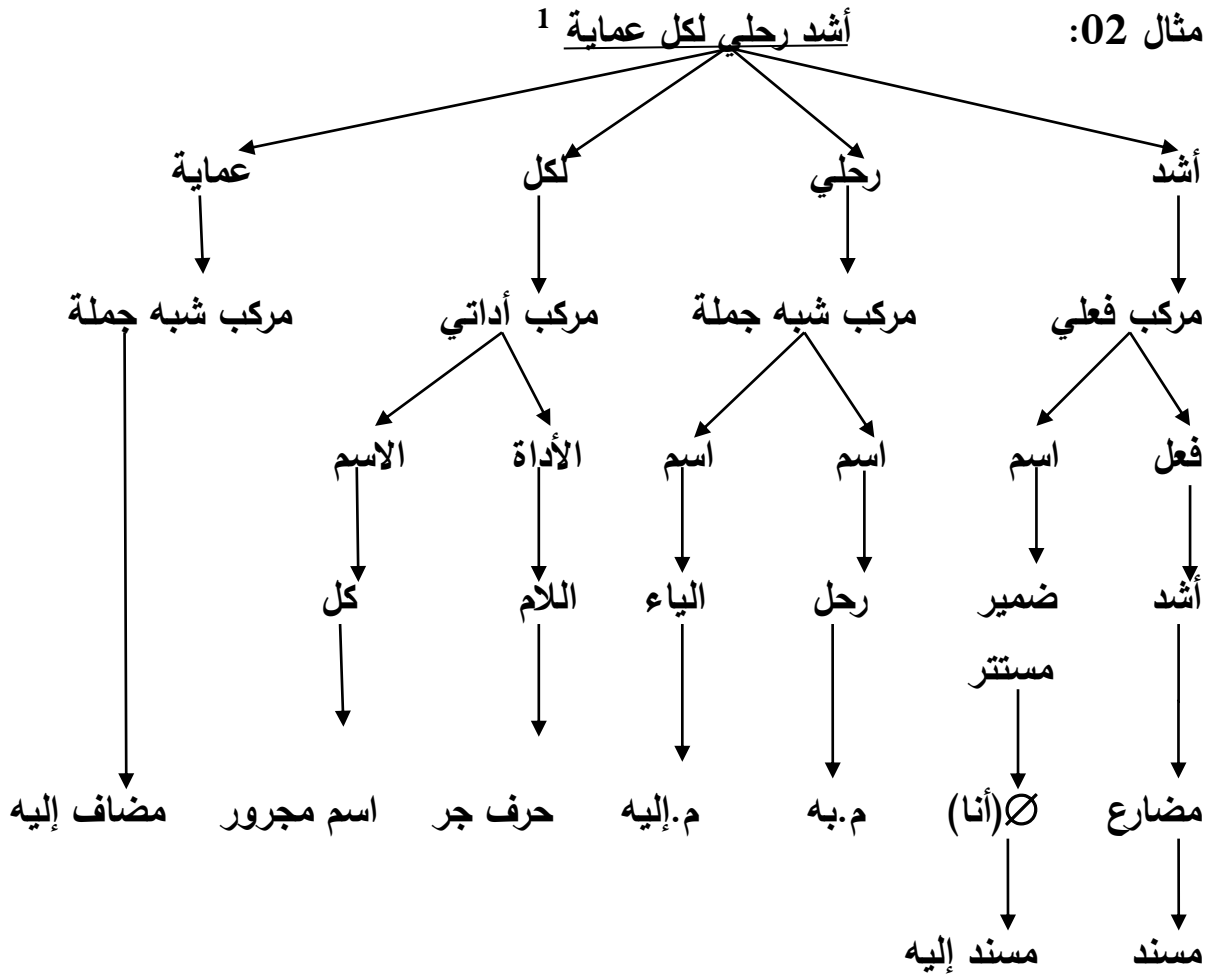 مثال 02: أشد رحلي لكل عماية 1
أشد رحلي لكل عماية
مركب فعلي مركب شبه جملة مركب أداتي مركب شبه جملة
فعل اسم اسم اسم الأداة الاسم
أشد ضمير رحل الياء اللام كل
مستتر
مضارع ∅(أنا) م.به م.إليه حرف جر اسم مجرور مضاف إليه
مسند مسند إليه